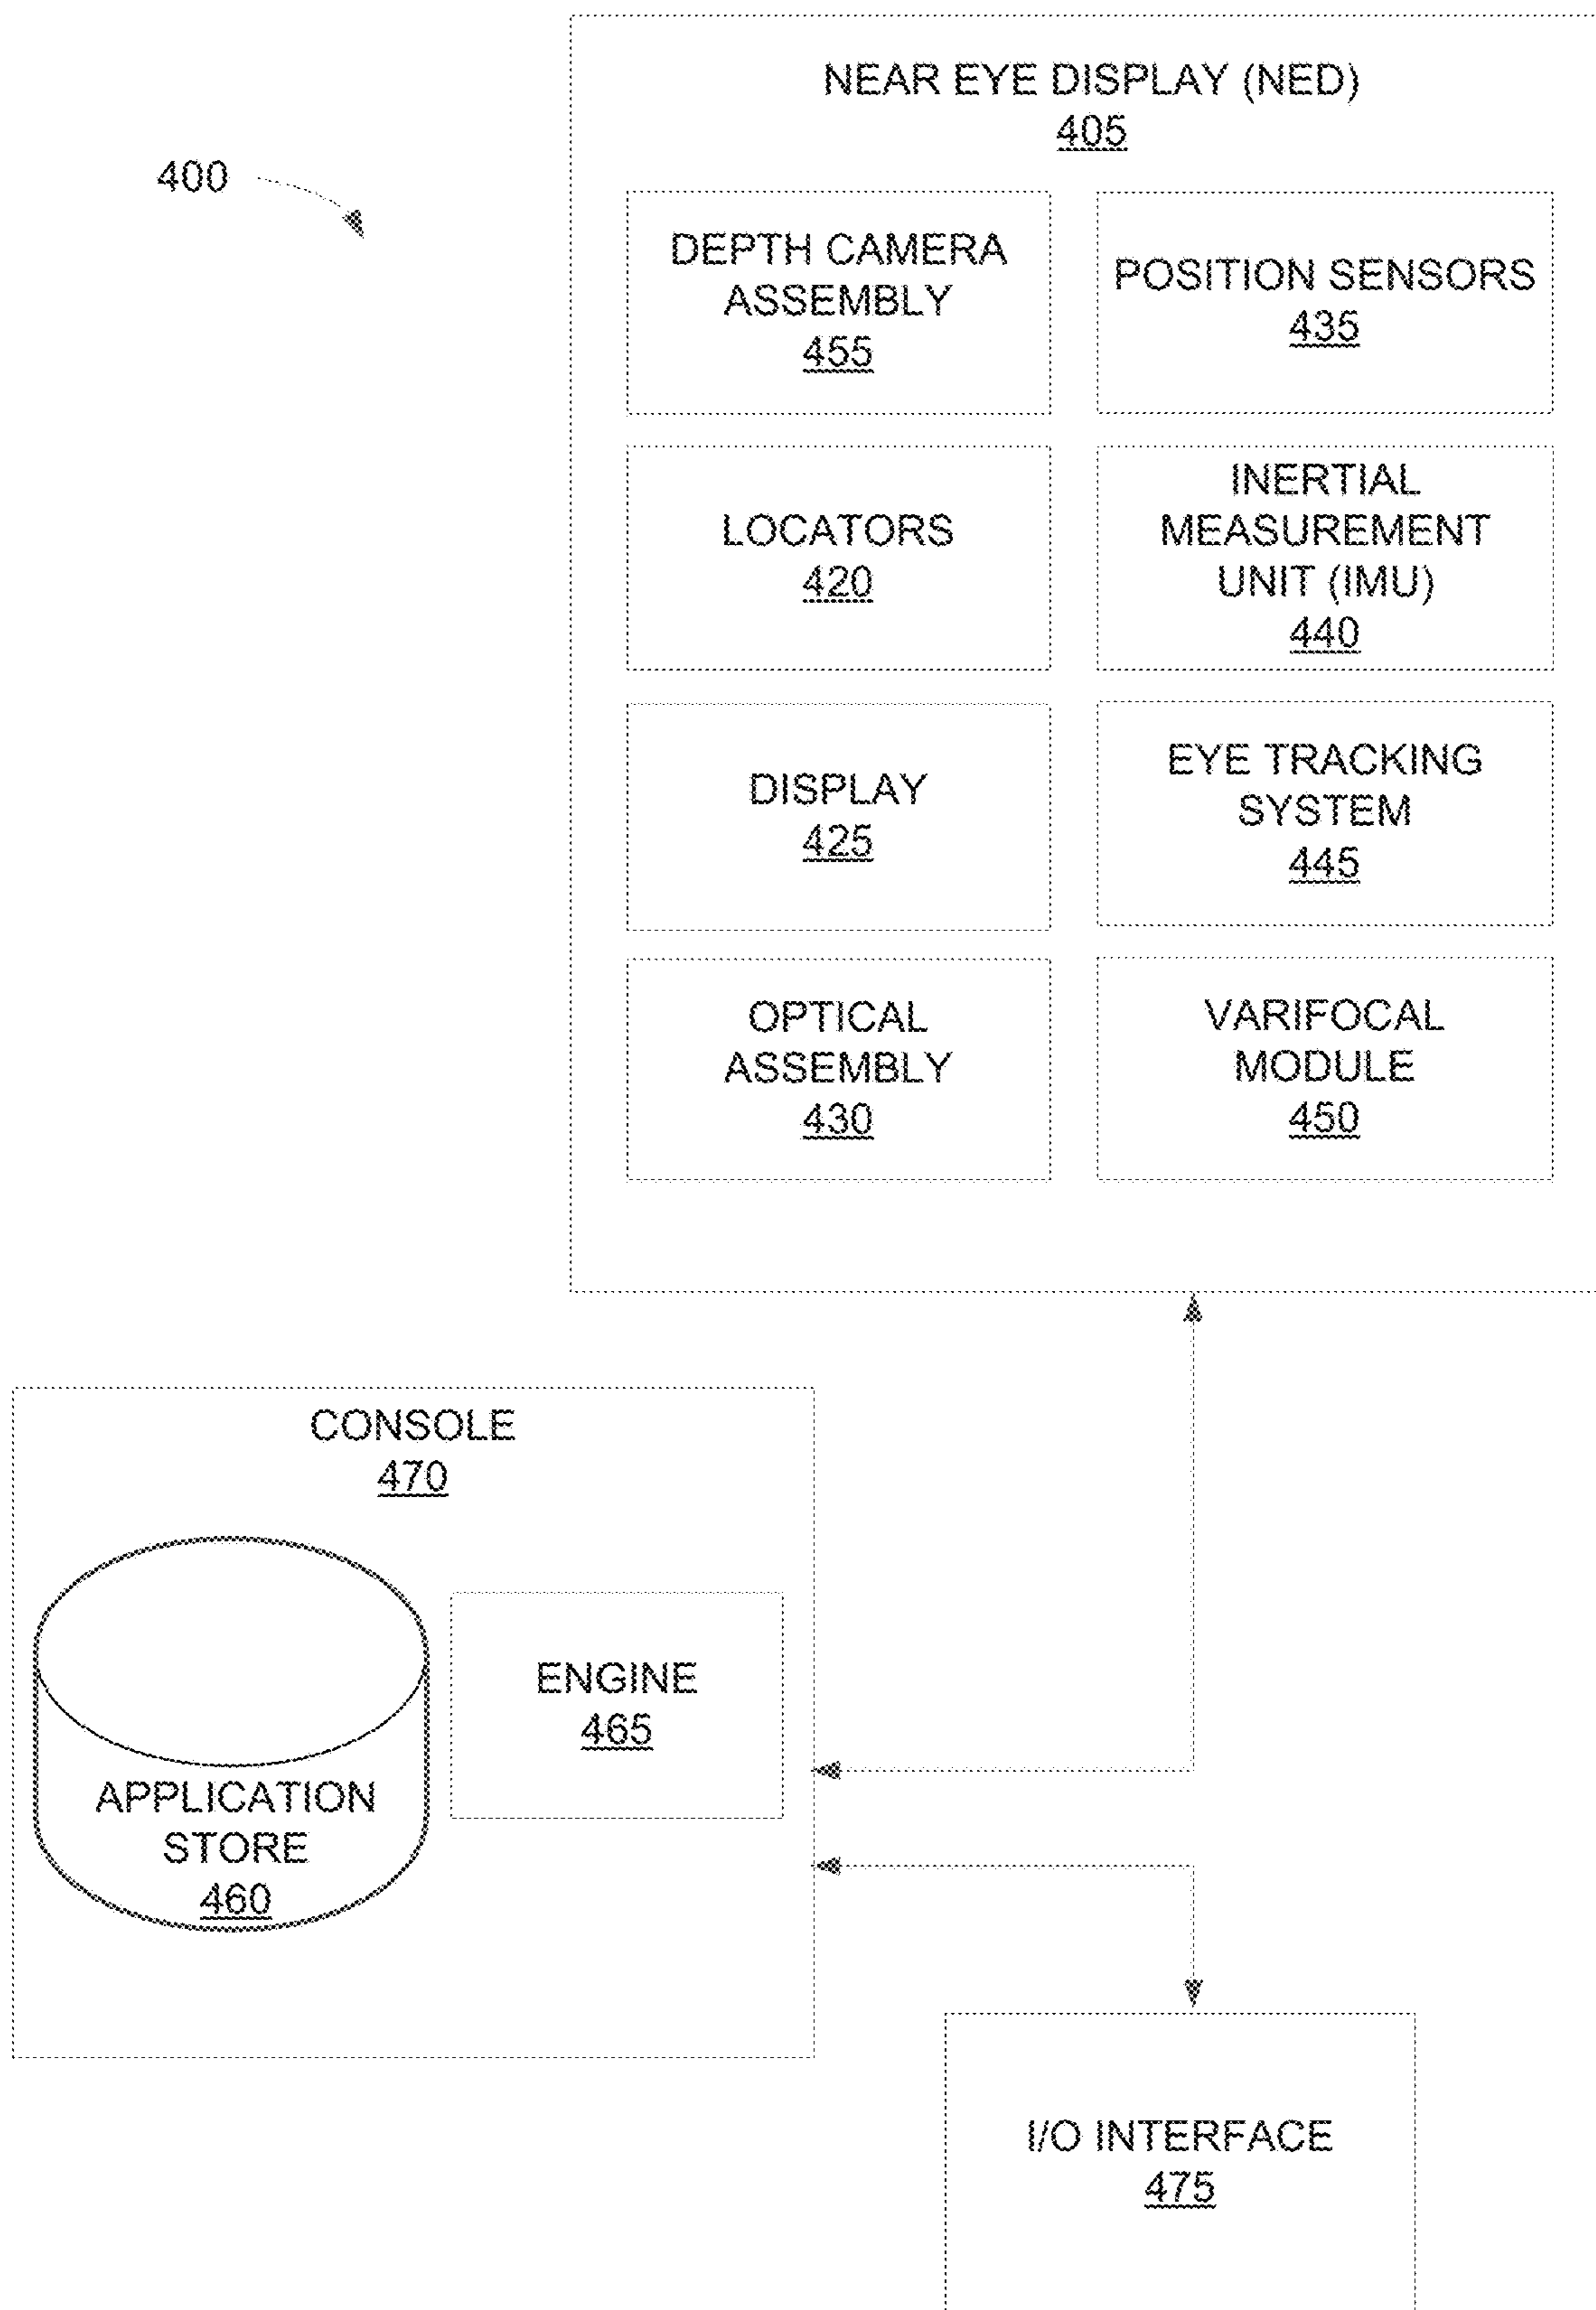 NEAR EYE DISPLAY (NED)
405
400
DEPTH CAMERA
ASSEMBLY
455
POSITION SENSORS
435
LOCATORS
420
INERTIAL
MEASUREMENT
UNIT (IMU)
440
DISPLAY
425
EYE TRACKING
SYSTEM
445
OPTICAL
ASSEMBLY
430
VARIFOCAL
MODULE
450
CONSOLE
470
APPLICATION
STORE
460
ENGINE
465
I/O INTERFACE
475